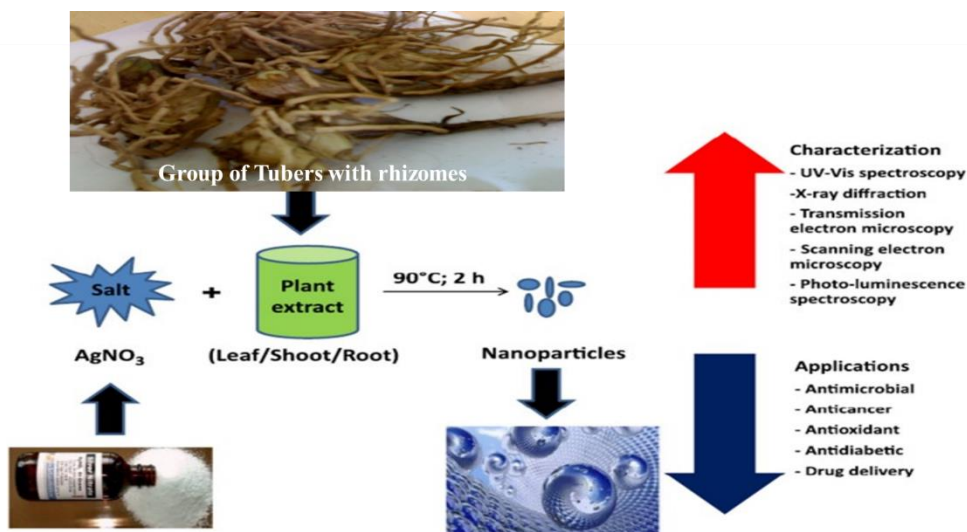 Group of Tubers with rhizomes
Salt
+
Plant
extract
90°C; 2 h
AgNO₃
(Leaf/Shoot/Root)
Nanoparticles
Characterization
- UV-Vis spectroscopy
-X-ray diffraction
- Transmission
electron microscopy
- Scanning electron
microscopy
- Photo-luminescence
spectroscopy
Applications
- Antimicrobial
- Anticancer
- Antioxidant
- Antidiabetic
- Drug delivery